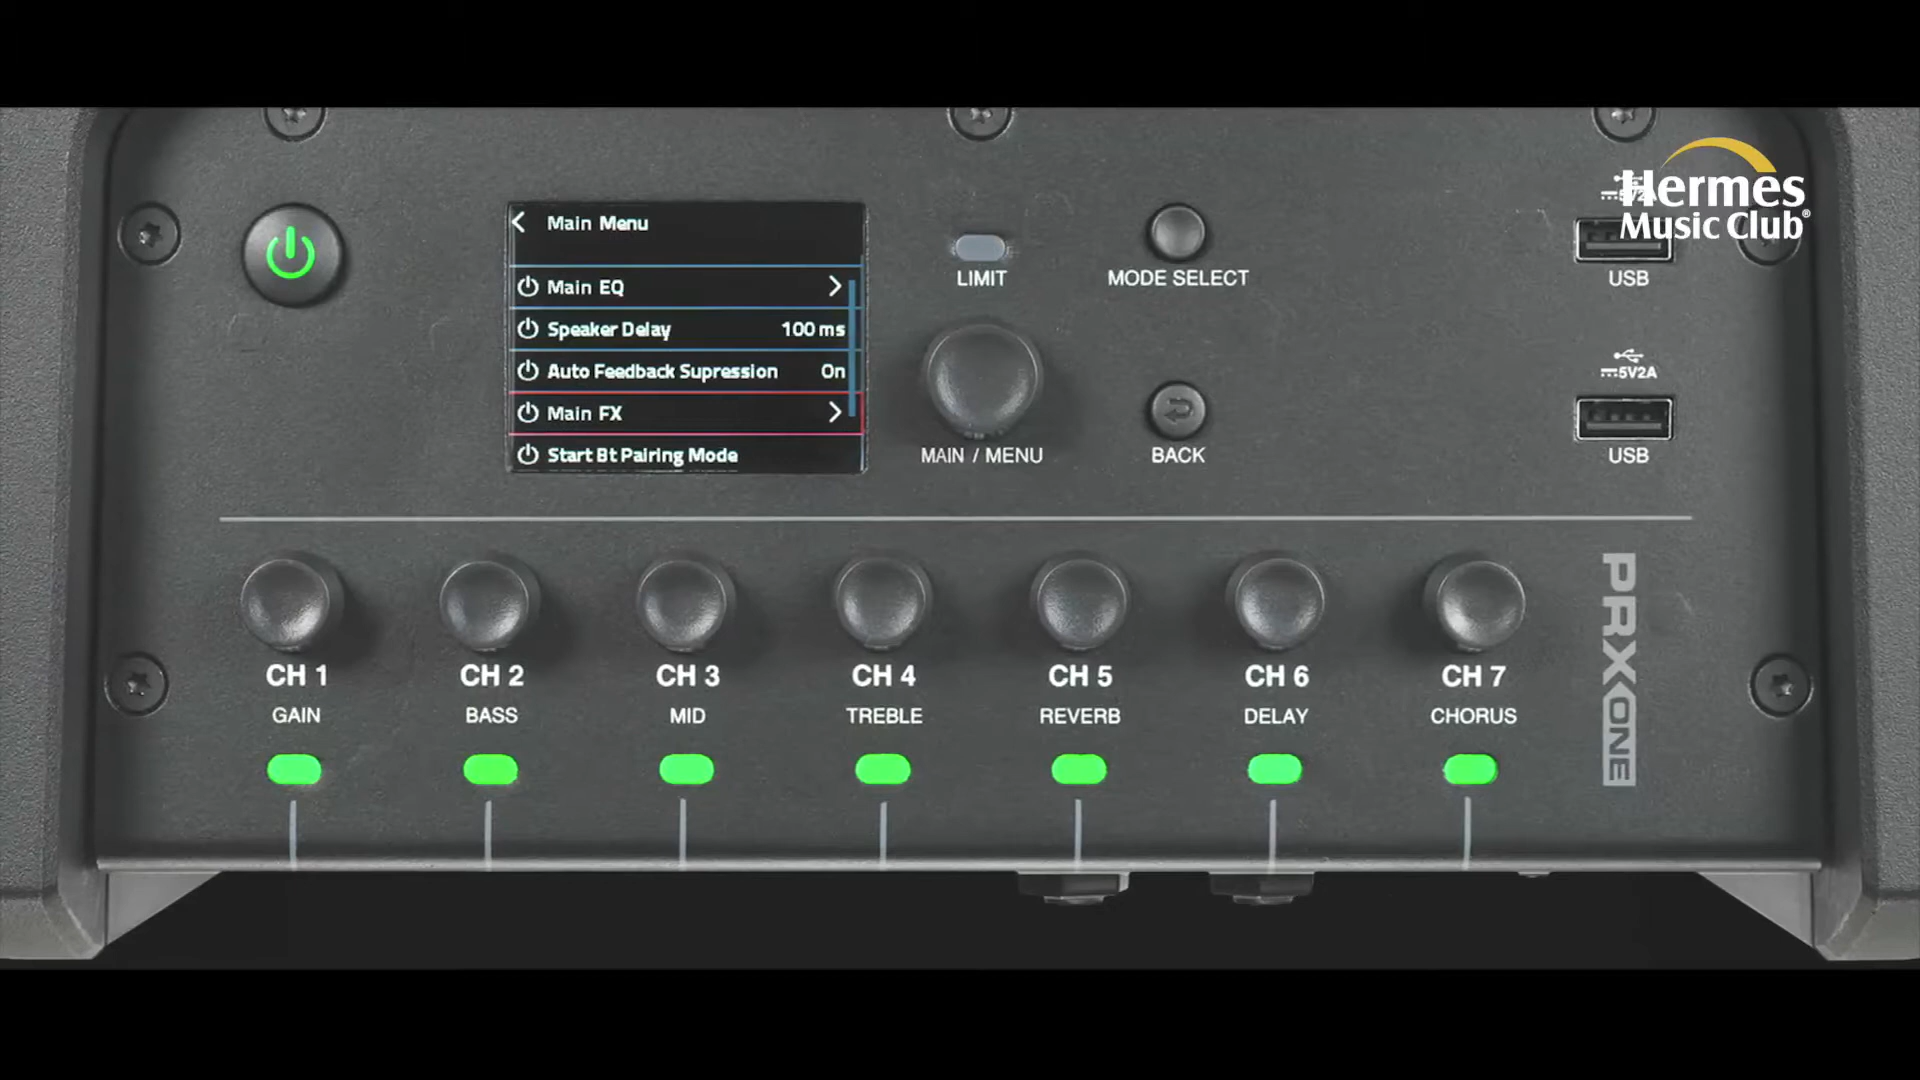 Hermes
Music Club®
Main Menu
Main EQ
Speaker Delay 100 ms
Auto Feedback Supression On
Main FX
Start Bt Pairing Mode
LIMIT
MODE SELECT
USB
5V2A
MAIN / MENU
BACK
USB
CH 1
CH 2
CH 3
CH 4
CH 5
CH 6
CH 7
GAIN
BASS
MID
TREBLE
REVERB
DELAY
CHORUS
PRXONE